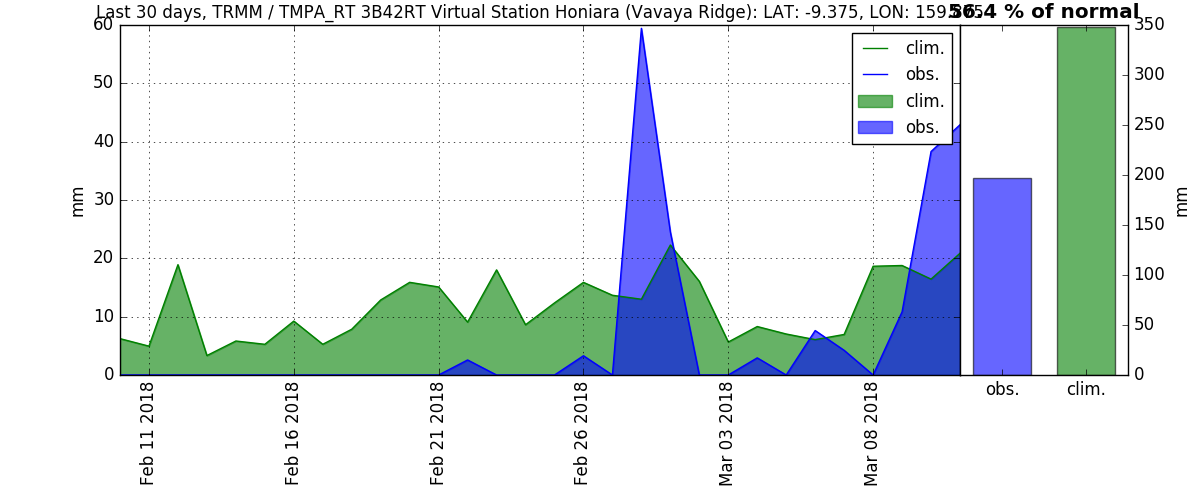 Last 30 days, TRMM / TMPA_RT 3B42RT Virtual Station Honiara (Vavaya Ridge): LAT: -9.375, LON:
56.4 % of normal
60
50
40
30
20
10
0
mm
clim.
obs.
clim.
obs.
350
300
250
200
150
100
50
0
mm
obs.
clim.
Feb 11 2018
Feb 16 2018
Feb 21 2018
Feb 26 2018
Mar 03 2018
Mar 08 2018